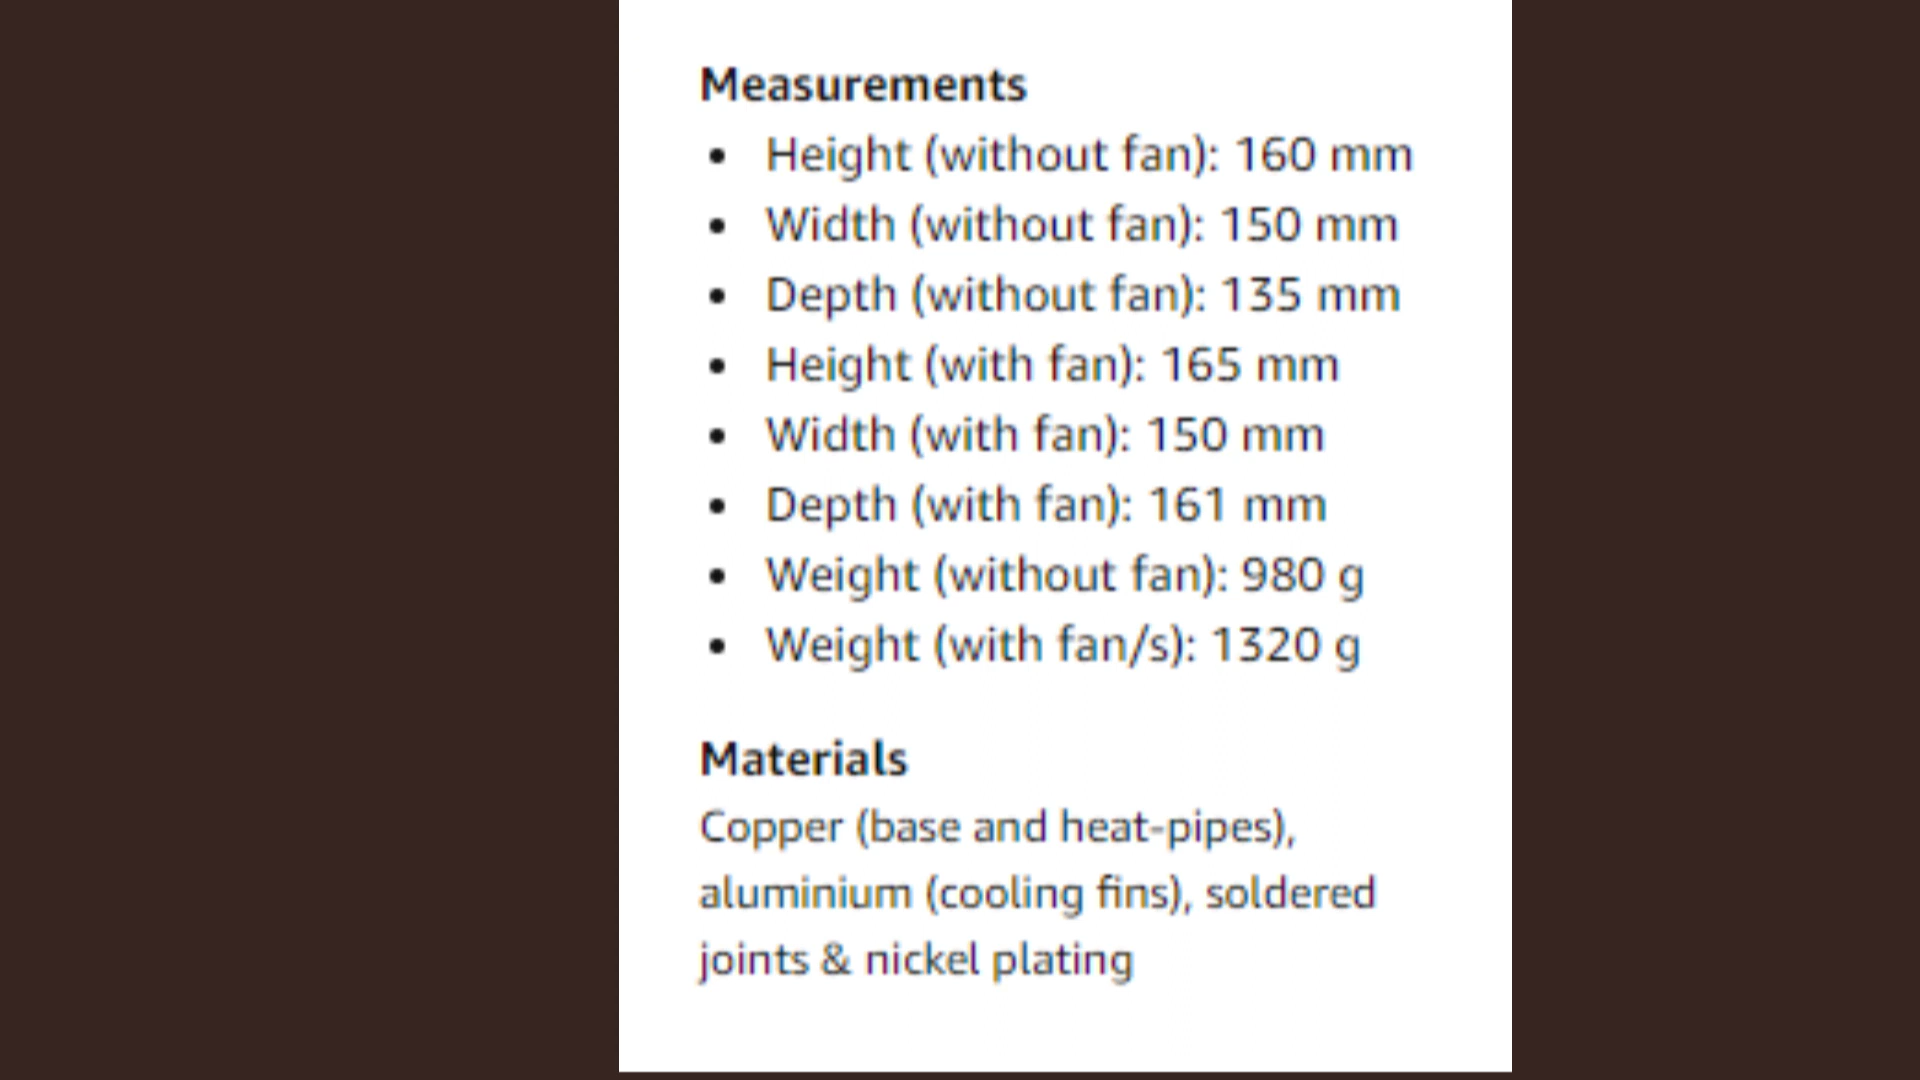 Measurements
• Height (without fan): 160 mm
• Width (without fan): 150 mm
• Depth (without fan): 135 mm
• Height (with fan): 165 mm
• Width (with fan): 150 mm
• Depth (with fan): 161 mm
• Weight (without fan): 980 g
• Weight (with fan/s): 1320 g
Materials
Copper (base and heat-pipes),
aluminium (cooling fins), soldered
joints & nickel plating